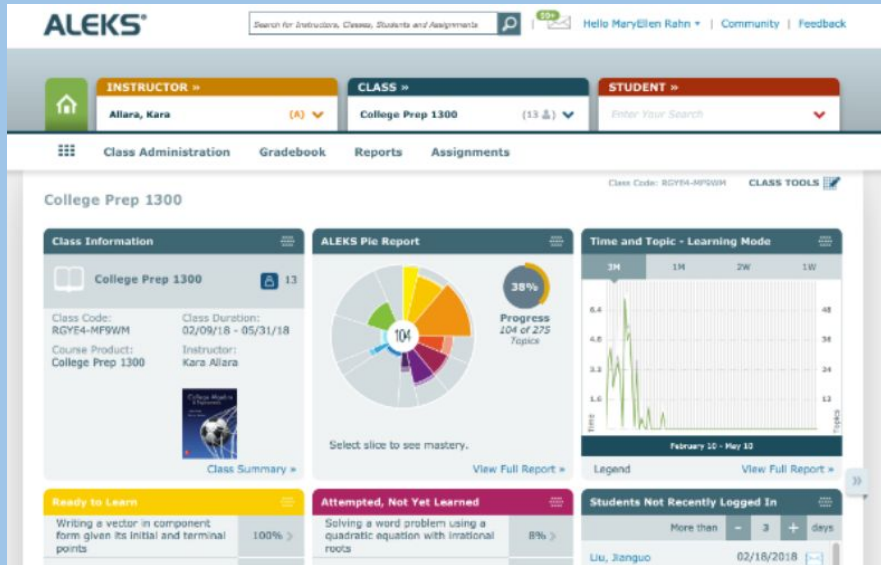 ALEKS®
Search for Instructors, Classes, Students and Assignments
99+
Hello MaryEllen Rahn | Community | Feedback
INSTRUCTOR »
Allara, Kara (A)
CLASS »
College Prep 1300 (13)
STUDENT »
Enter Your Search
Class Administration Gradebook Reports Assignments
Class Code: RGYE4-MF9WM CLASS TOOLS
College Prep 1300
Class Information
College Prep 1300 13
Class Code: Class Duration:
RGYE4-MF9WM 02/09/18 - 05/31/18
Course Product: Instructor:
College Prep 1300 Kara Allara
College Algebra
Class Summary »
ALEKS Pie Report
104
38%
Progress
104 of 275
Topics
Select slice to see mastery.
View Full Report »
Time and Topic - Learning Mode
3M 1M 2W 1W
6.4 48
4.8 36
3.2 24
1.6 12
Time Topics
February 10 - May 10
Legend View Full Report »
»
Ready to Learn
Writing a vector in component
form given its initial and terminal 100% >
points
Attempted, Not Yet Learned
Solving a word problem using a
quadratic equation with irrational 8% >
roots
Students Not Recently Logged In
More than - 3 + days
Liu, Jianguo 02/18/2018